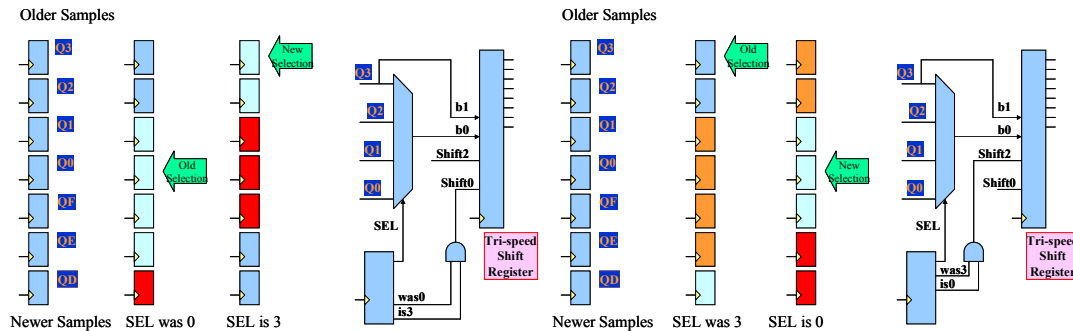 Older Samples
Q3
Q2
Q1
Q0
QF
QE
QD
Newer Samples
Old
Selection
SEL was 0
New
Selection
SEL is 3
Q3
Q2
Q1
Q0
b1
b0
Shift2
Shift0
SEL
was0
is3
Tri-speed
Shift
Register
Older Samples
Q3
Q2
Q1
Q0
QF
QE
QD
Newer Samples
Old
Selection
SEL was 3
New
Selection
SEL is 0
Q3
Q2
Q1
Q0
b1
b0
Shift2
Shift0
SEL
was3
is0
Tri-speed
Shift
Register